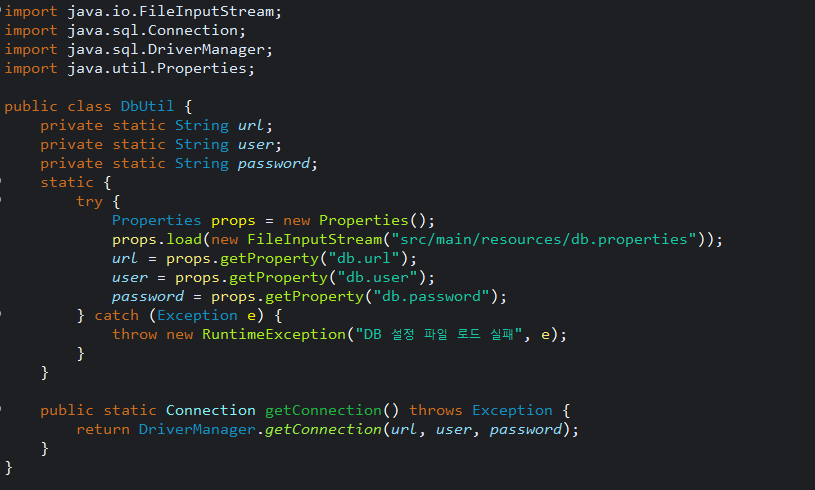 import java.io.FileInputStream;
import java.sql.Connection;
import java.sql.DriverManager;
import java.util.Properties;

public class DbUtil {
    private static String url;
    private static String user;
    private static String password;
    static {
        try {
            Properties props = new Properties();
            props.load(new FileInputStream("src/main/resources/db.properties"));
            url = props.getProperty("db.url");
            user = props.getProperty("db.user");
            password = props.getProperty("db.password");
        } catch (Exception e) {
            throw new RuntimeException("DB 설정 파일 로드 실패", e);
        }
    }

    public static Connection getConnection() throws Exception {
        return DriverManager.getConnection(url, user, password);
    }
}